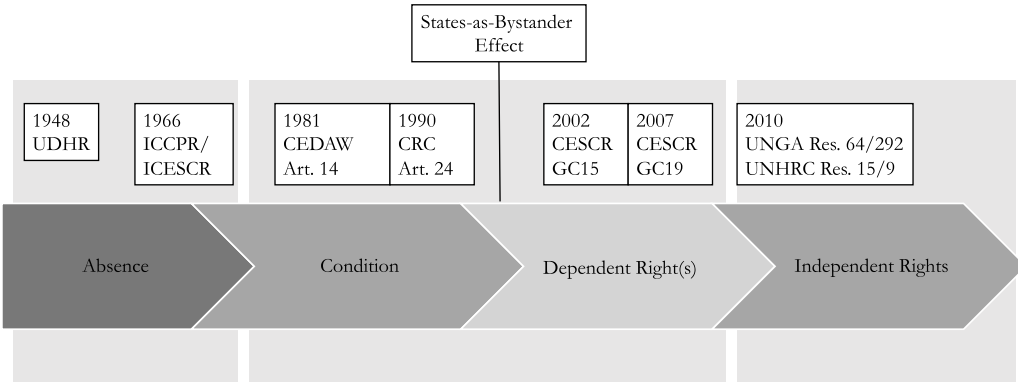 States-as-Bystander
Effect
1948
UDHR
1966
ICCPR/
ICESCR
1981
CEDAW
Art. 14
1990
CRC
Art. 24
2002
CESCR
GC15
2007
CESCR
GC19
2010
UNGA Res. 64/292
UNHRC Res. 15/9
Absence
Condition
Dependent Right(s)
Independent Rights